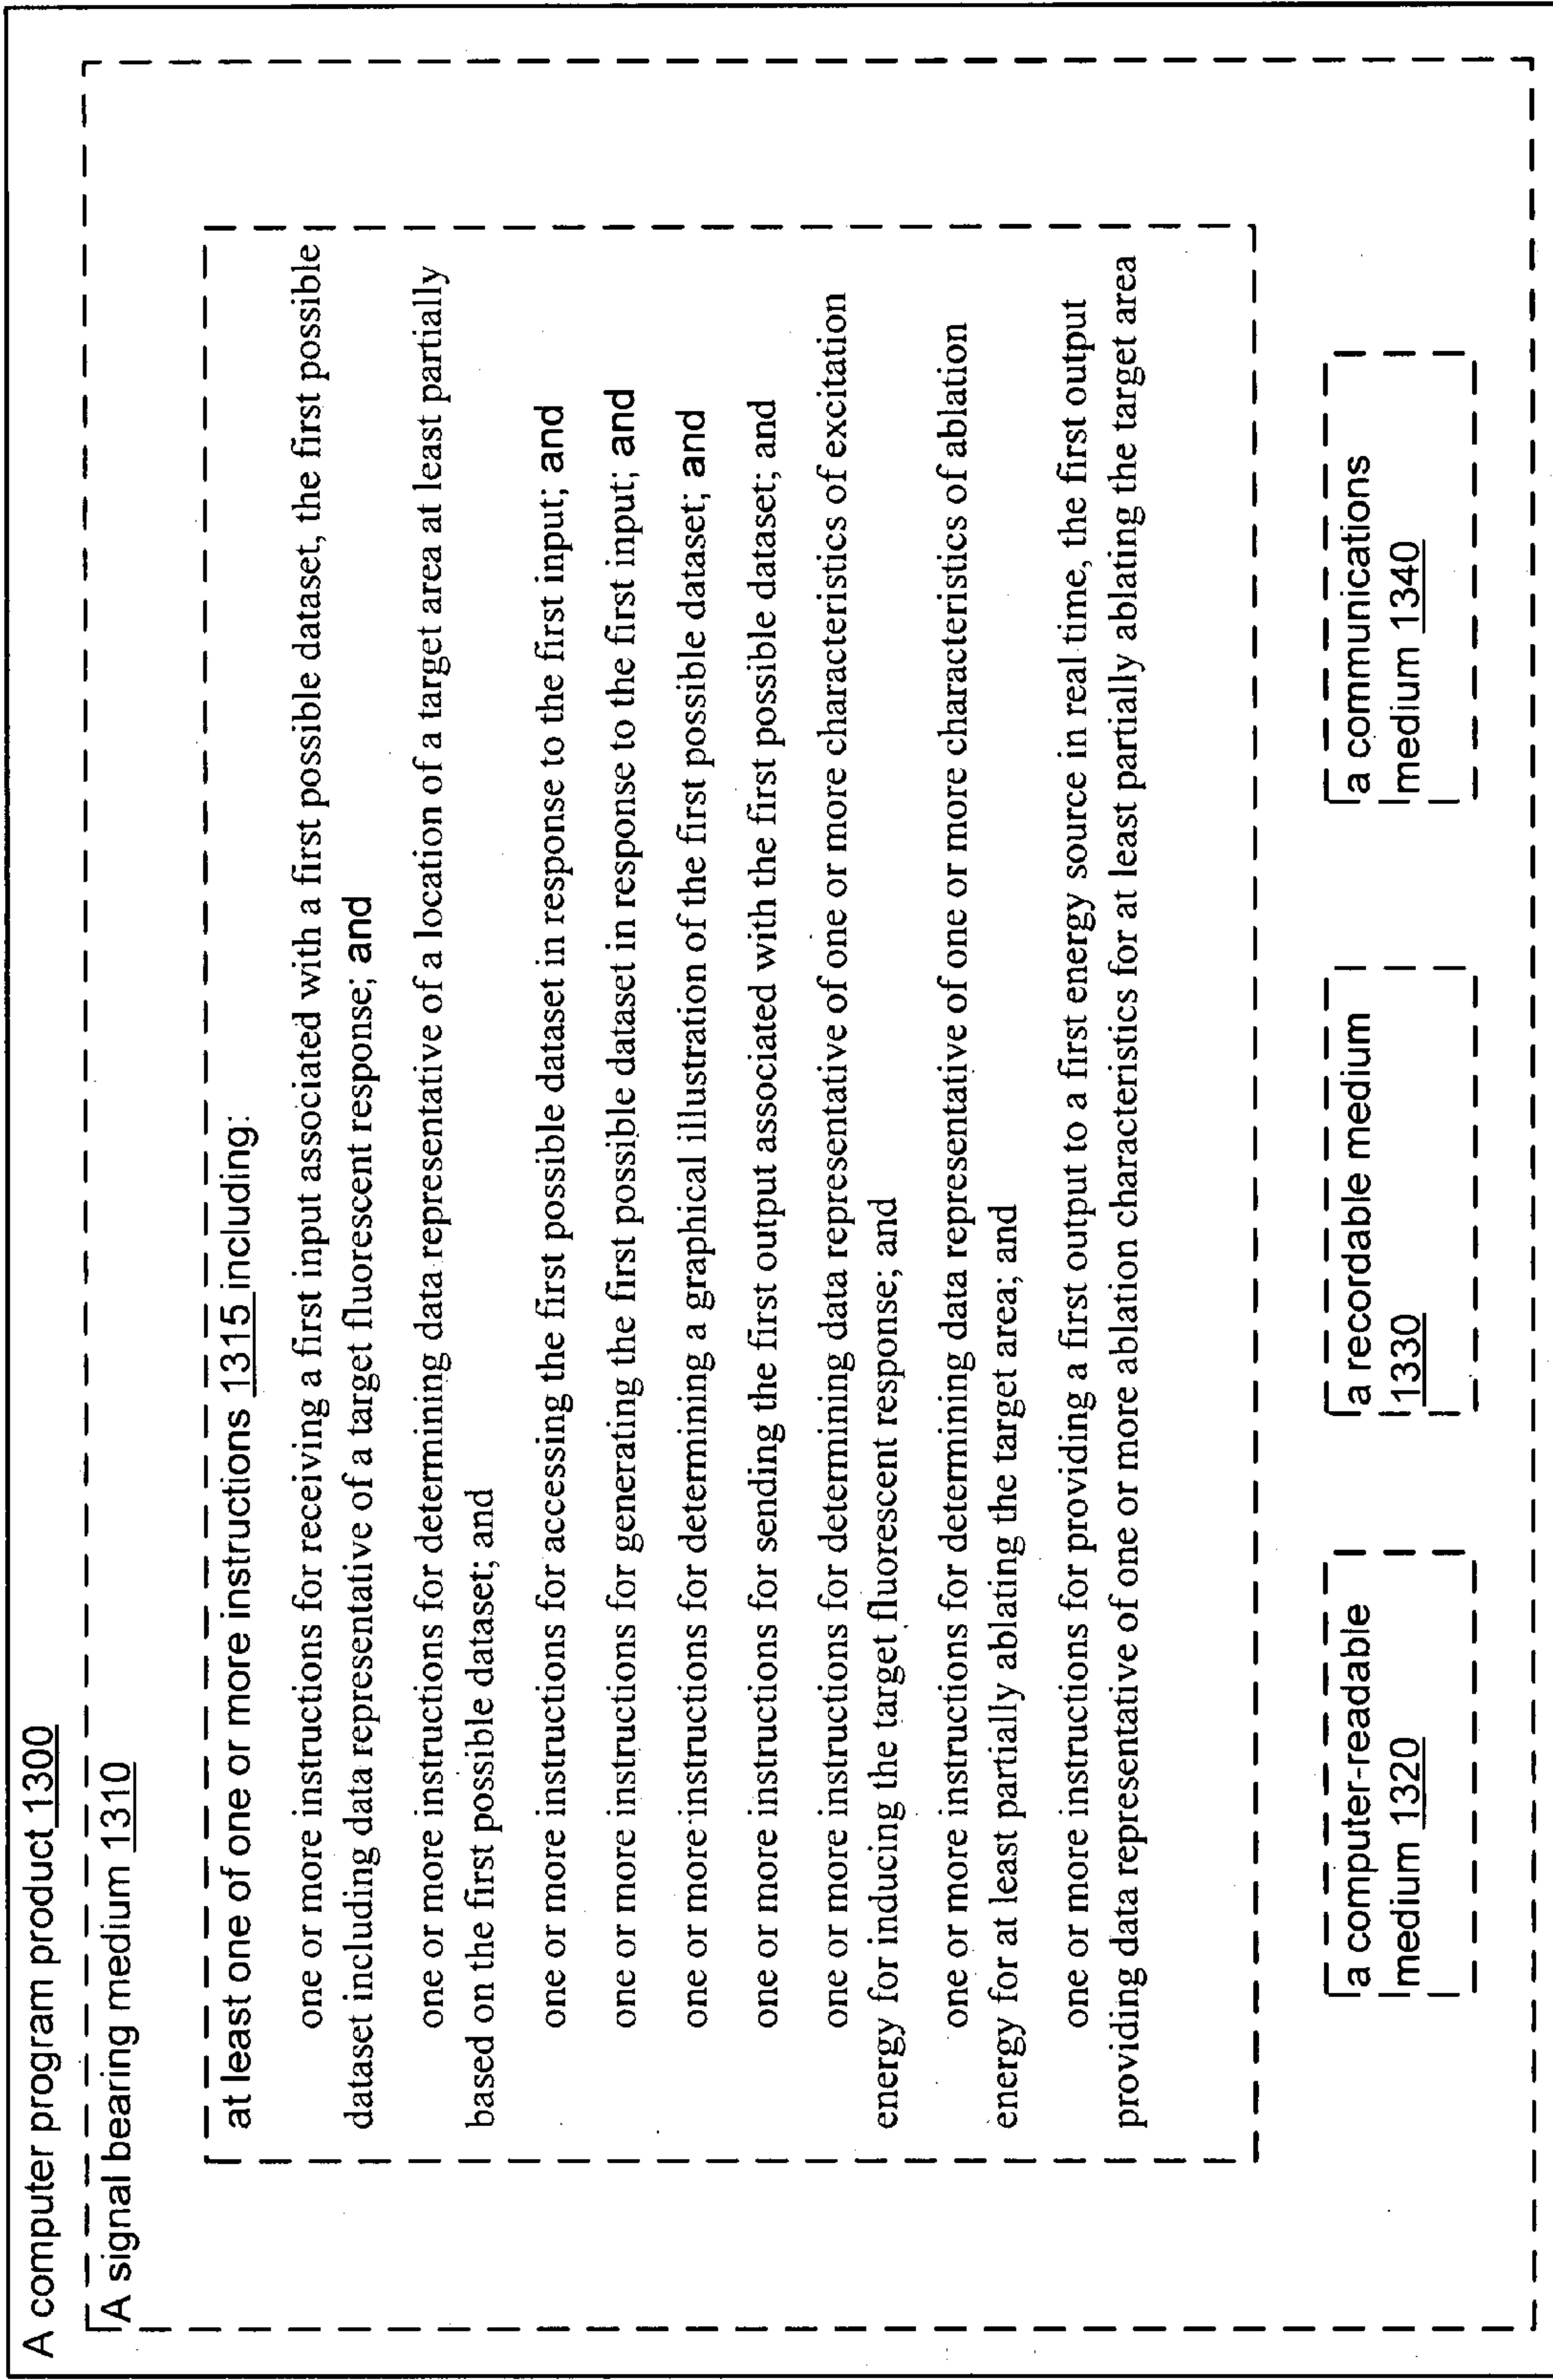 A computer program product 1300
A signal bearing medium 1310
at least one of one or more instructions 1315 including:
one or more instructions for receiving a first input associated with a first possible dataset, the first possible
dataset including data representative of a target fluorescent response; and
one or more instructions for determining data representative of a location of a target area at least partially
based on the first possible dataset; and
one or more instructions for accessing the first possible dataset in response to the first input; and
one or more instructions for generating the first possible dataset in response to the first input; and
one or more instructions for determining a graphical illustration of the first possible dataset; and
one or more instructions for sending the first output associated with the first possible dataset; and
one or more instructions for determining data representative of one or more characteristics of excitation
energy for inducing the target fluorescent response; and
one or more instructions for determining data representative of one or more characteristics of ablation
energy for at least partially ablating the target area; and
one or more instructions for providing a first output to a first energy source in real time, the first output
providing data representative of one or more ablation characteristics for at least partially ablating the target area
a computer-readable
medium 1320
a recordable medium
1330
a communications
medium 1340